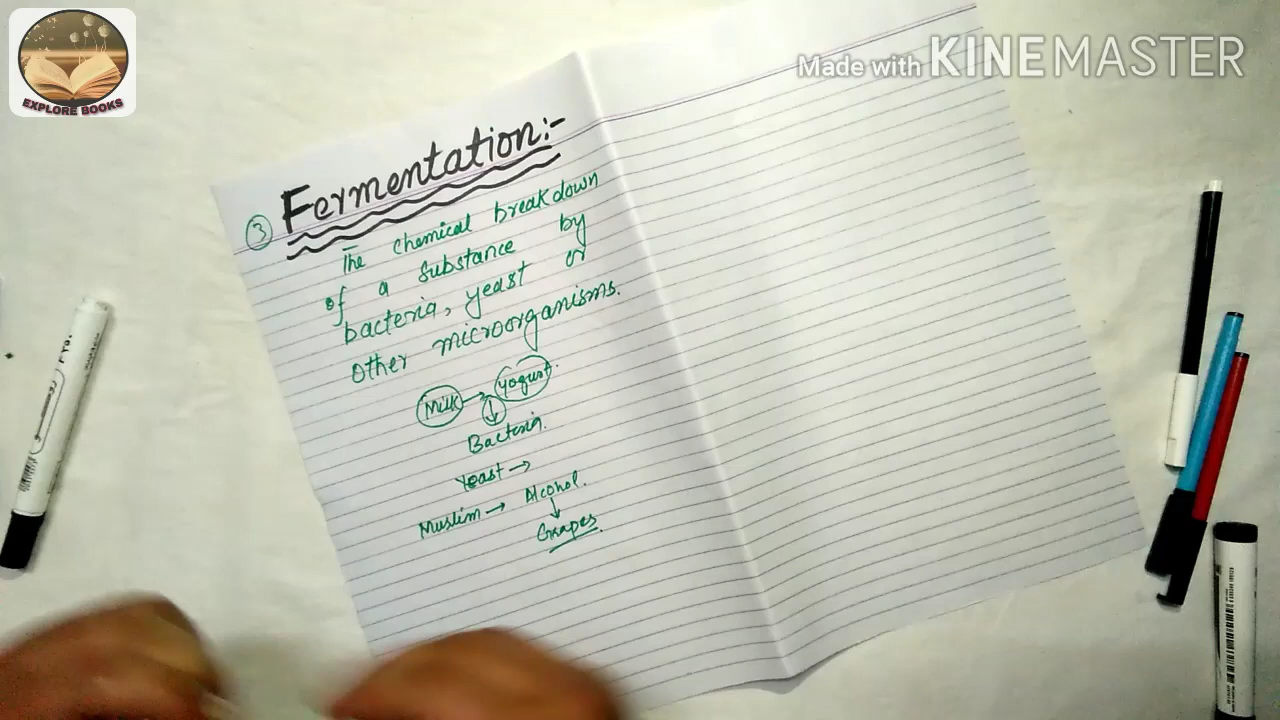 EXPLORE BOOKS
Made with KINEMASTER
Fermentation:-
3
The chemical breakdown
of a substance by
bacteria, yeast or
other microorganisms.
Milk → yogurt.
↓
Bacteria.
Yeast →
Muslim → Alcohol.
↓
Grapes.